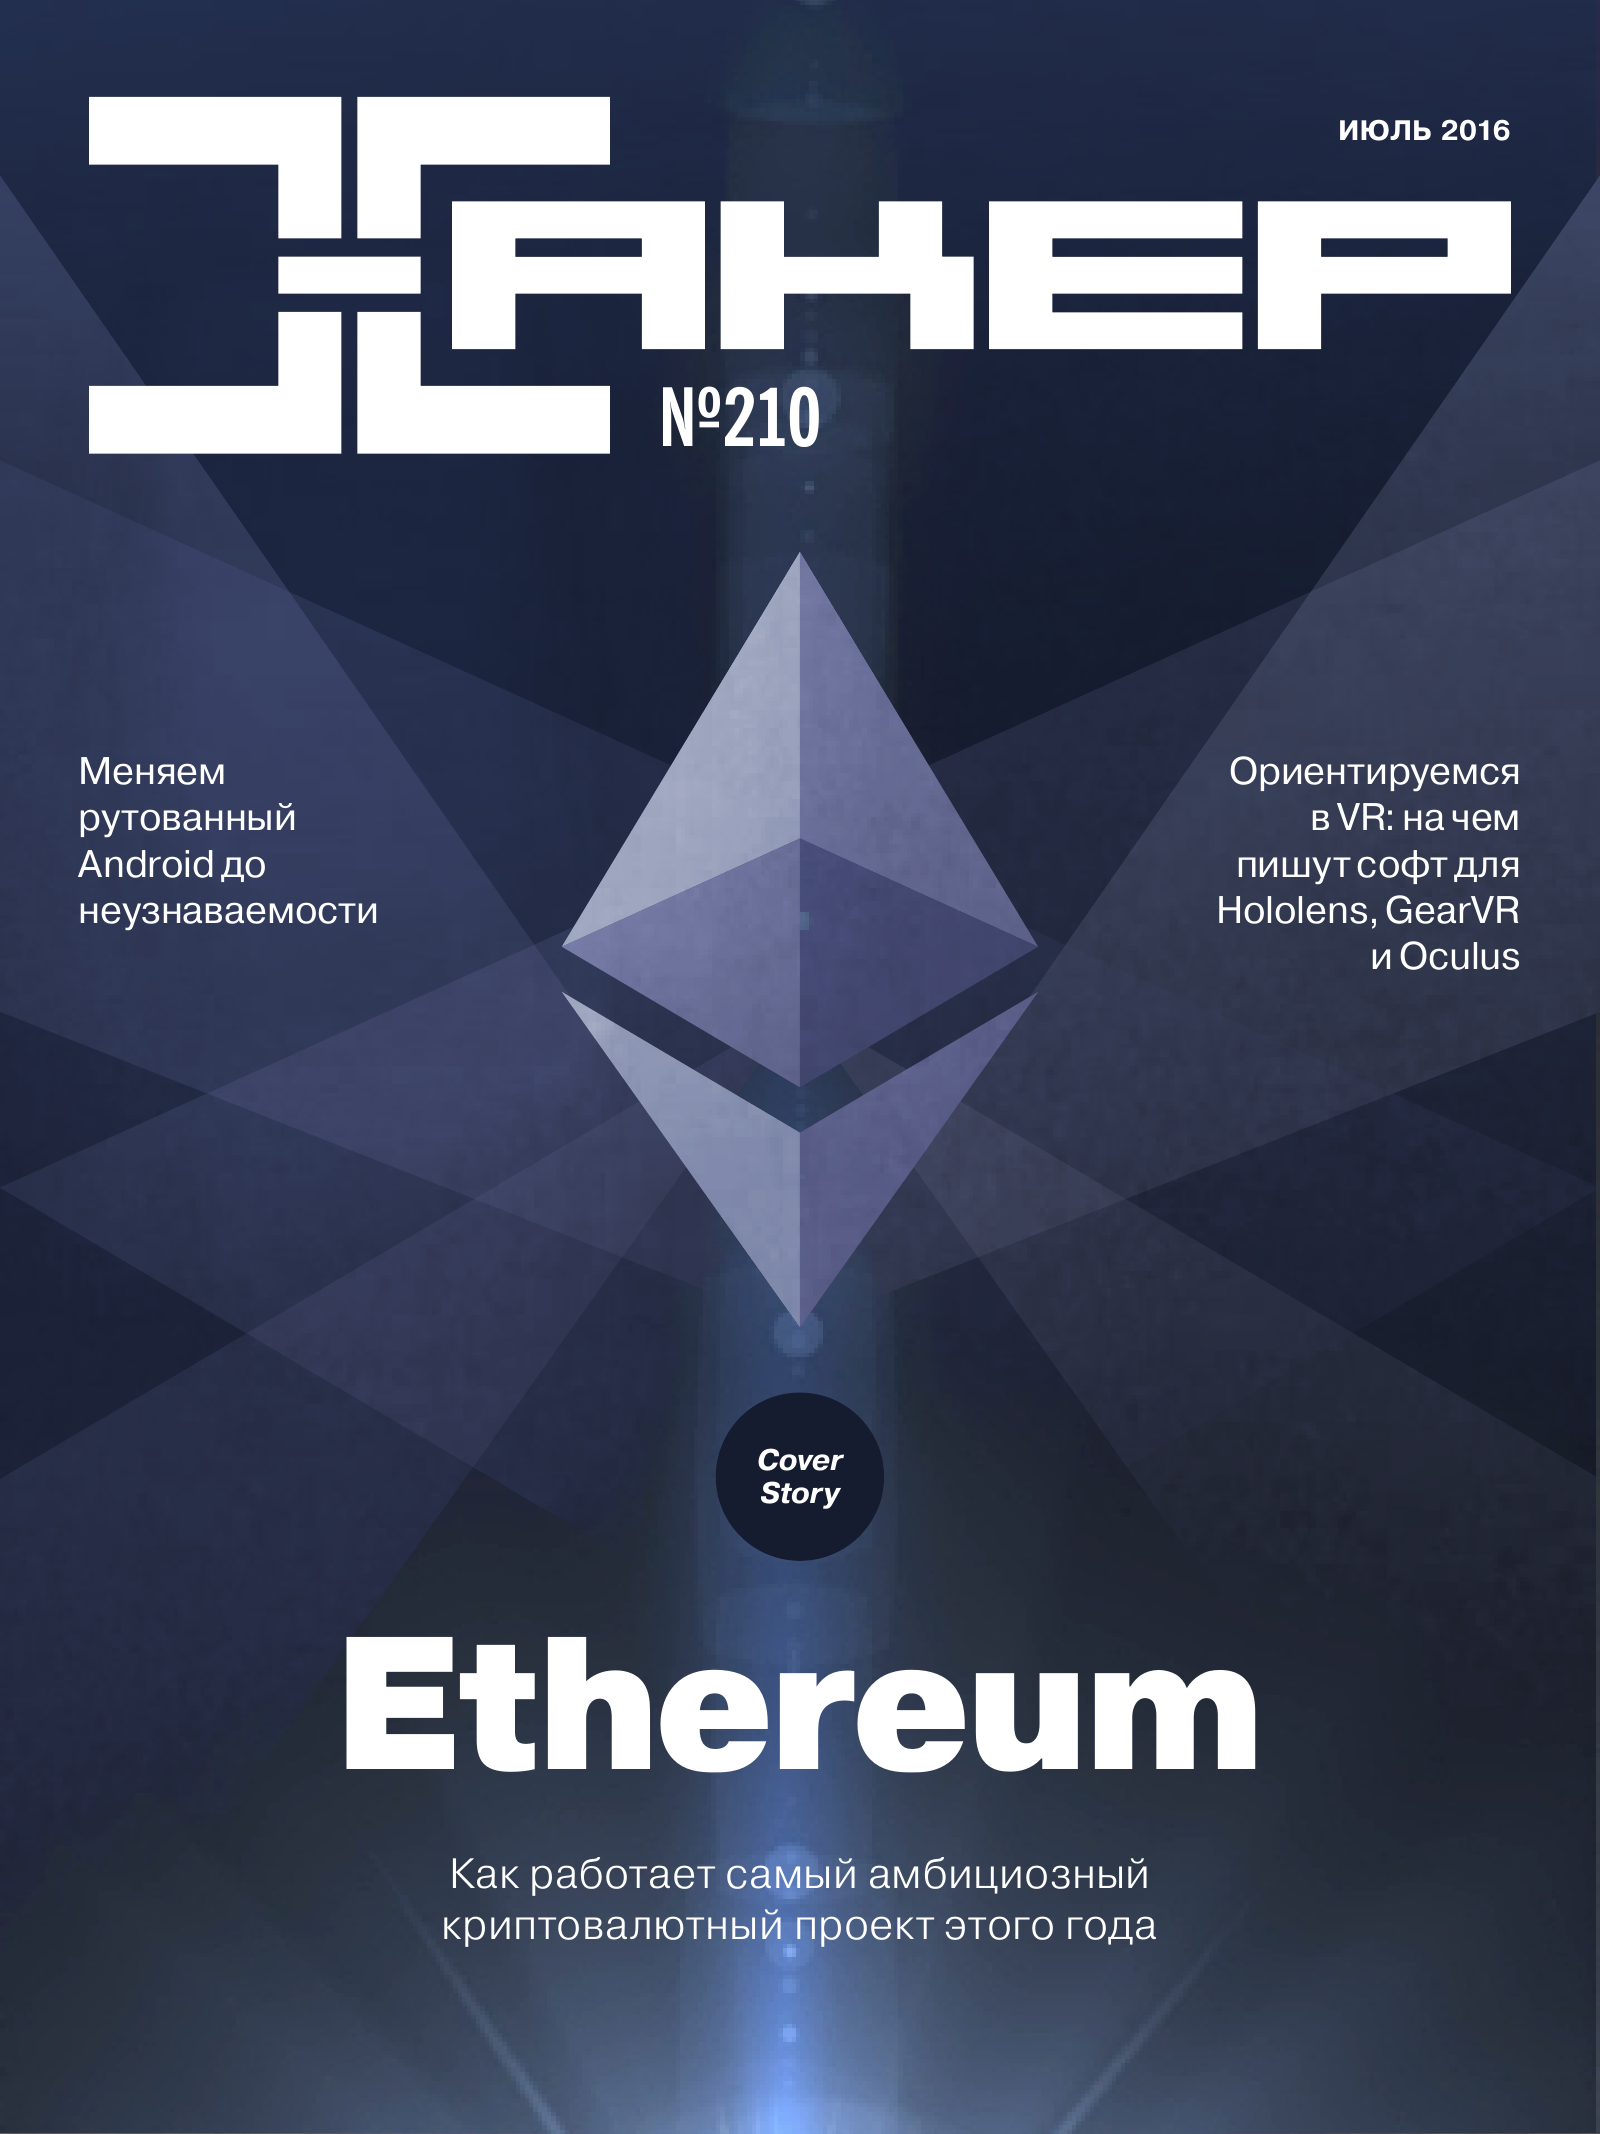 ИЮЛЬ 2016
ХАКЕР
№210
Меняем
рутованный
Android до
неузнаваемости
Ориентируемся
в VR: на чем
пишут софт для
Hololens, GearVR
и Oculus
Cover
Story
Ethereum
Как работает самый амбициозный
криптовалютный проект этого года